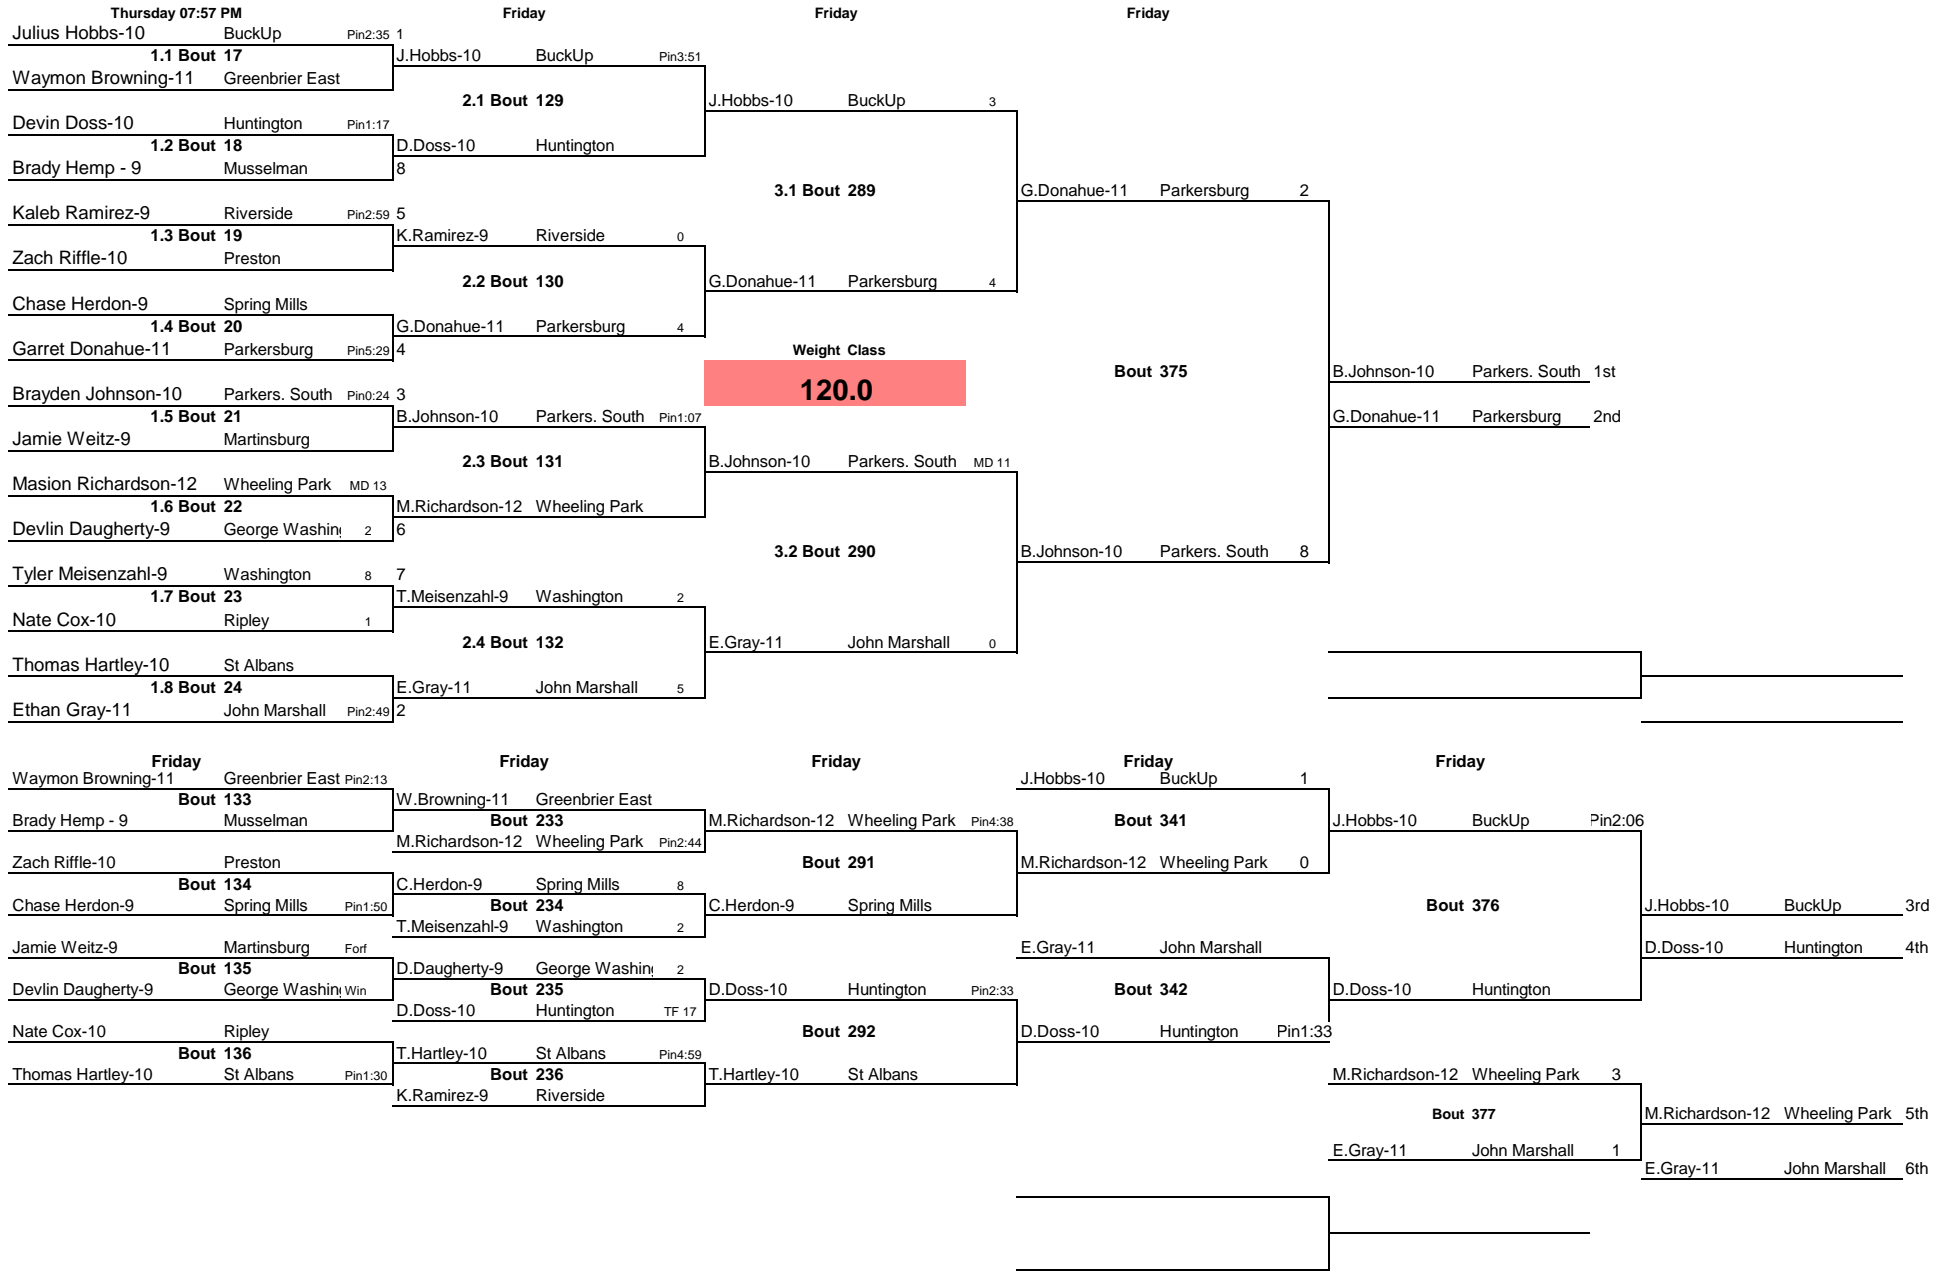 Thursday 07:57 PM Friday Friday Friday
Julius Hobbs-10 BuckUp Pin2:35 1
1.1 Bout 17 J.Hobbs-10 BuckUp Pin3:51
Waymon Browning-11 Greenbrier East
2.1 Bout 129 J.Hobbs-10 BuckUp 3
Devin Doss-10 Huntington Pin1:17
1.2 Bout 18 D.Doss-10 Huntington
Brady Hemp - 9 Musselman 8
3.1 Bout 289 G.Donahue-11 Parkersburg 2
Kaleb Ramirez-9 Riverside Pin2:59 5
1.3 Bout 19 K.Ramirez-9 Riverside 0
Zach Riffle-10 Preston
2.2 Bout 130 G.Donahue-11 Parkersburg 4
Chase Herdon-9 Spring Mills
1.4 Bout 20 G.Donahue-11 Parkersburg 4
Garret Donahue-11 Parkersburg Pin5:29 4 Weight Class
Bout 375 B.Johnson-10 Parkers. South 1st
Brayden Johnson-10 Parkers. South Pin0:24 3 120.0
1.5 Bout 21 B.Johnson-10 Parkers. South Pin1:07 G.Donahue-11 Parkersburg 2nd
Jamie Weitz-9 Martinsburg
2.3 Bout 131 B.Johnson-10 Parkers. South MD 11
Masion Richardson-12 Wheeling Park MD 13
1.6 Bout 22 M.Richardson-12 Wheeling Park
Devlin Daugherty-9 George Washin 2 6
3.2 Bout 290 B.Johnson-10 Parkers. South 8
Tyler Meisenzahl-9 Washington 8 7
1.7 Bout 23 T.Meisenzahl-9 Washington 2
Nate Cox-10 Ripley 1
2.4 Bout 132 E.Gray-11 John Marshall 0
Thomas Hartley-10 St Albans
1.8 Bout 24 E.Gray-11 John Marshall 5
Ethan Gray-11 John Marshall Pin2:49 2
Friday Friday Friday Friday Friday
Waymon Browning-11 Greenbrier East Pin2:13 J.Hobbs-10 BuckUp 1
Bout 133 W.Browning-11 Greenbrier East
Brady Hemp - 9 Musselman Bout 233 M.Richardson-12 Wheeling Park Pin4:38 Bout 341 J.Hobbs-10 BuckUp Pin2:06
M.Richardson-12 Wheeling Park Pin2:44
Zach Riffle-10 Preston Bout 291 M.Richardson-12 Wheeling Park 0
Bout 134 C.Herdon-9 Spring Mills 8
Chase Herdon-9 Spring Mills Pin1:50 Bout 234 C.Herdon-9 Spring Mills Bout 376 J.Hobbs-10 BuckUp 3rd
T.Meisenzahl-9 Washington 2
Jamie Weitz-9 Martinsburg Forf E.Gray-11 John Marshall D.Doss-10 Huntington 4th
Bout 135 D.Daugherty-9 George Washin 2
Devlin Daugherty-9 George Washin Win Bout 235 D.Doss-10 Huntington Pin2:33 Bout 342 D.Doss-10 Huntington
D.Doss-10 Huntington TF 17
Nate Cox-10 Ripley Bout 292 D.Doss-10 Huntington Pin1:33
Bout 136 T.Hartley-10 St Albans Pin4:59
Thomas Hartley-10 St Albans Pin1:30 Bout 236 T.Hartley-10 St Albans M.Richardson-12 Wheeling Park 3
K.Ramirez-9 Riverside
Bout 377 M.Richardson-12 Wheeling Park 5th
E.Gray-11 John Marshall 1
E.Gray-11 John Marshall 6th